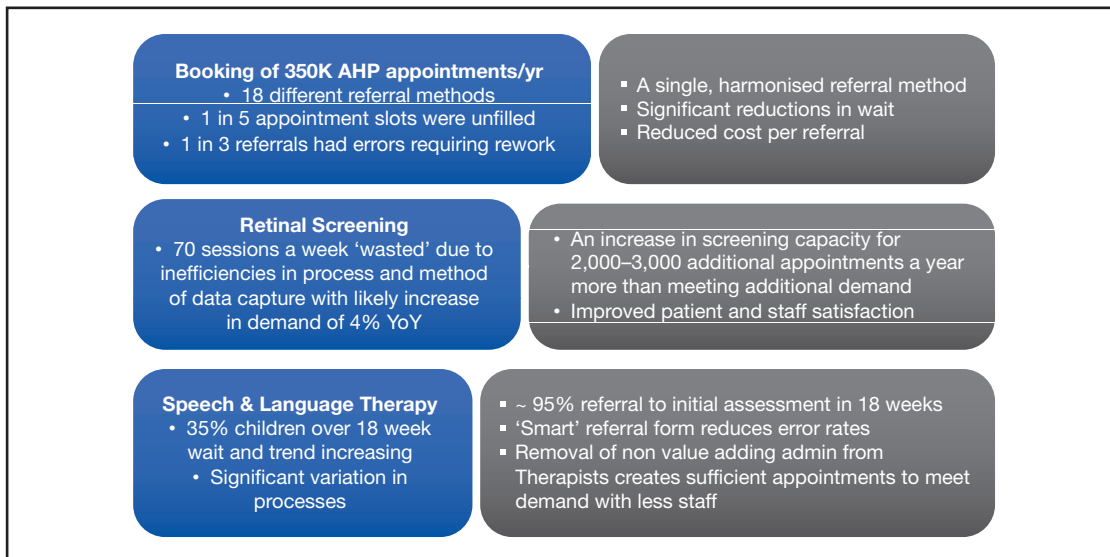 Booking of 350K AHP appointments/yr
• 18 different referral methods
• 1 in 5 appointment slots were unfilled
• 1 in 3 referrals had errors requiring rework
▪ A single, harmonised referral method
▪ Significant reductions in wait
▪ Reduced cost per referral
Retinal Screening
• 70 sessions a week ‘wasted’ due to
inefficiencies in process and method
of data capture with likely increase
in demand of 4% YoY
• An increase in screening capacity for
2,000–3,000 additional appointments a year
more than meeting additional demand
• Improved patient and staff satisfaction
Speech & Language Therapy
• 35% children over 18 week
wait and trend increasing
• Significant variation in
processes
▪ ~ 95% referral to initial assessment in 18 weeks
▪ ‘Smart’ referral form reduces error rates
▪ Removal of non value adding admin from
Therapists creates sufficient appointments to meet
demand with less staff